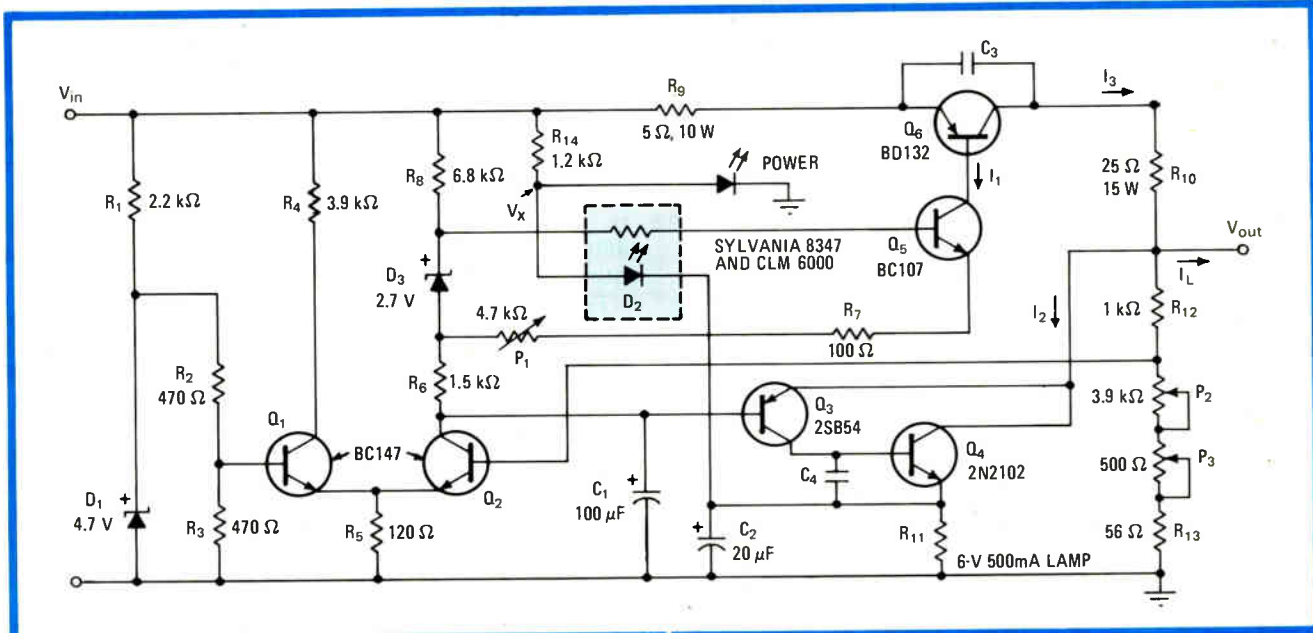 C₃
V_in
R₉
I₃
5 Ω, 10 W
Q₆
BD132
R₁₄
1.2 kΩ
POWER
25 Ω
15 W
R₁₀
R₈
6.8 kΩ
I₁
R₁
2.2 kΩ
R₄
3.9 kΩ
V_X
V_out
SYLVANIA 8347
AND CLM 6000
Q₅
BC107
I_L
D₃
2.7 V
+
D₂
I₂
1 kΩ
R₁₂
4.7 kΩ
P₁
R₇
100 Ω
R₂
470 Ω
R₆
1.5 kΩ
Q₃
2SB54
3.9 kΩ
P₂
Q₁
BC147
Q₂
Q₄
2N2102
500 Ω
P₃
D₁
4.7 V
+
R₃
470 Ω
R₅
120 Ω
+
C₁
100 μF
C₄
+
C₂
20 μF
R₁₁
56 Ω
R₁₃
6-V 500mA LAMP